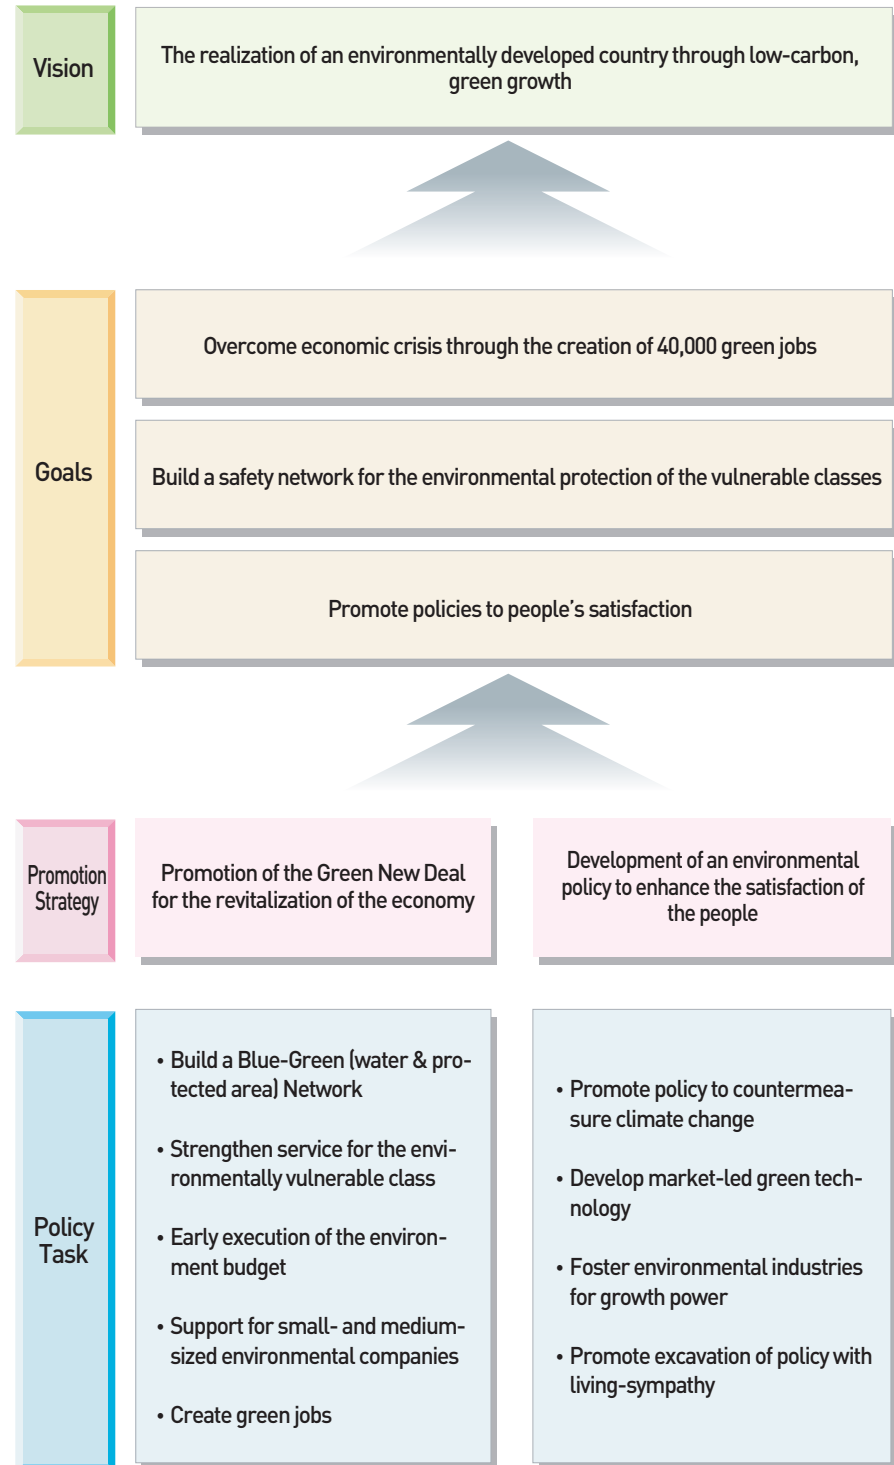 Vision
The realization of an environmentally developed country through low-carbon,
green growth
Goals
Overcome economic crisis through the creation of 40,000 green jobs
Build a safety network for the environmental protection of the vulnerable classes
Promote policies to people’s satisfaction
Promotion
Strategy
Promotion of the Green New Deal
for the revitalization of the economy
Development of an environmental
policy to enhance the satisfaction of
the people
Policy
Task
• Build a Blue-Green (water & pro-
tected area) Network
• Strengthen service for the envi-
ronmentally vulnerable class
• Early execution of the environ-
ment budget
• Support for small- and medium-
sized environmental companies
• Create green jobs
• Promote policy to countermea-
sure climate change
• Develop market-led green tech-
nology
• Foster environmental industries
for growth power
• Promote excavation of policy with
living-sympathy